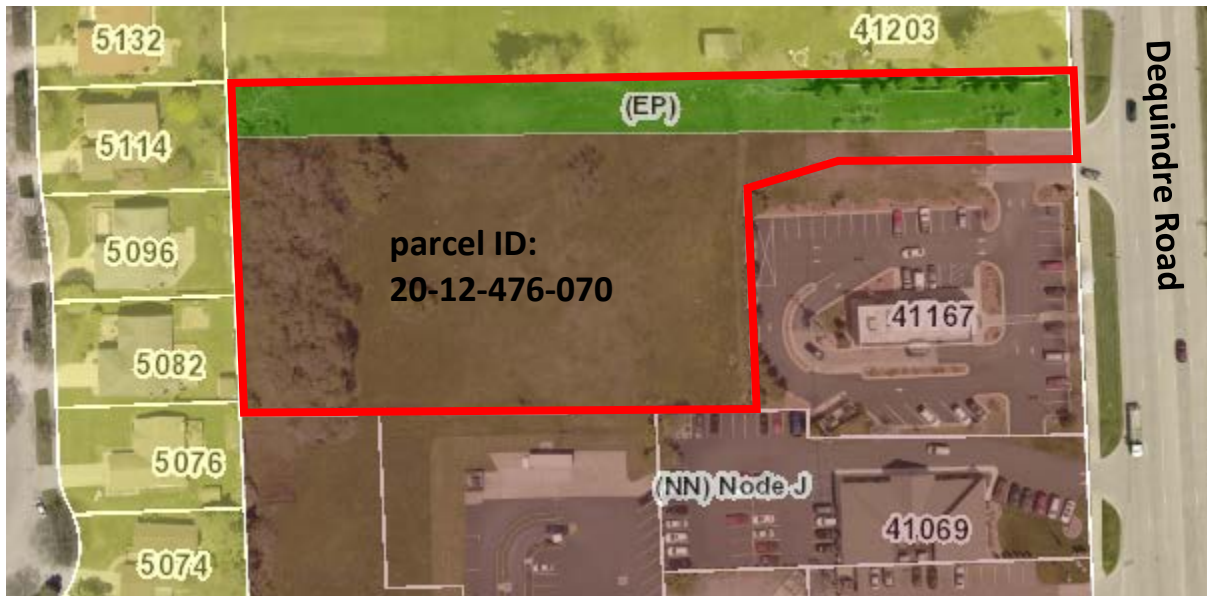 5132
41203
(EP)
5114
Dequindre Road
parcel ID:
20-12-476-070
5096
41167
5082
5076
(NN) Node J
41069
5074